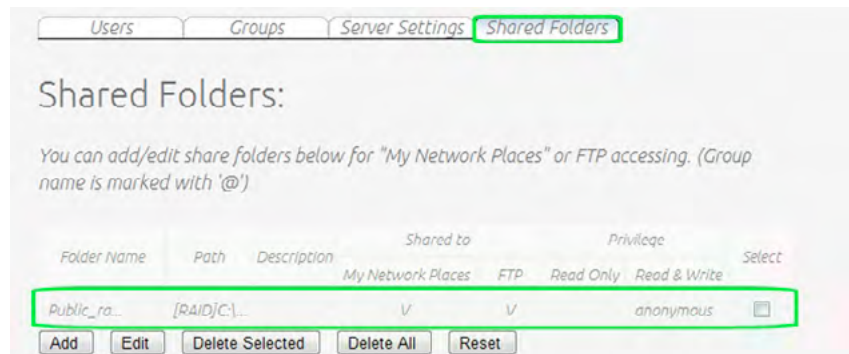 Users Groups Server Settings Shared Folders
Shared Folders:
You can add/edit share folders below for "My Network Places" or FTP accessing. (Group
name is marked with '@')
Shared to Privilege
Folder Name Path Description Select
My Network Places FTP Read Only Read & Write
Public_ra... [RAID]C:\... V V anonymous
Add Edit Delete Selected Delete All Reset